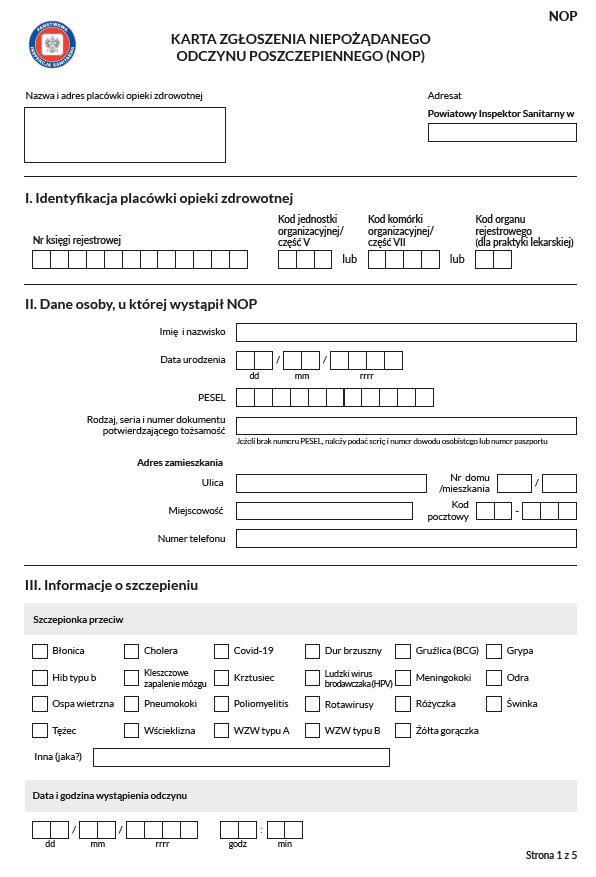 NOP
PAŃSTWOWA
INSPEKCJA SANITARNA
KARTA ZGŁOSZENIA NIEPOŻĄDANEGO
ODCZYNU POSZCZEPIENNEGO (NOP)
Nazwa i adres placówki opieki zdrowotnej
Adresat
Powiatowy Inspektor Sanitarny w
I. Identyfikacja placówki opieki zdrowotnej
Nr księgi rejestrowej
Kod jednostki
organizacyjnej/
część V
lub
Kod komórki
organizacyjnej/
część VII
lub
Kod organu
rejestrowego
(dla praktyki lekarskiej)
II. Dane osoby, u której wystąpił NOP
Imię i nazwisko
Data urodzenia / /
dd mm rrrr
PESEL
Rodzaj, seria i numer dokumentu
potwierdzającego tożsamość
Jeżeli brak numeru PESEL, należy podać serię i numer dowodu osobistego lub numer paszportu
Adres zamieszkania
Ulica
Nr domu
/mieszkania /
Miejscowość
Kod
pocztowy -
Numer telefonu
III. Informacje o szczepieniu
Szczepionka przeciw
Błonica Cholera Covid-19 Dur brzuszny Gruźlica (BCG) Grypa
Hib typu b Kleszczowe zapalenie mózgu Krztusiec Ludzki wirus brodawczaka (HPV) Meningokoki Odra
Ospa wietrzna Pneumokoki Poliomyelitis Rotawirusy Różyczka Świnka
Tężec Wścieklizna WZW typu A WZW typu B Żółta gorączka
Inna (jaka?)
Data i godzina wystąpienia odczynu
/ / :
dd mm rrrr godz min
Strona 1 z 5